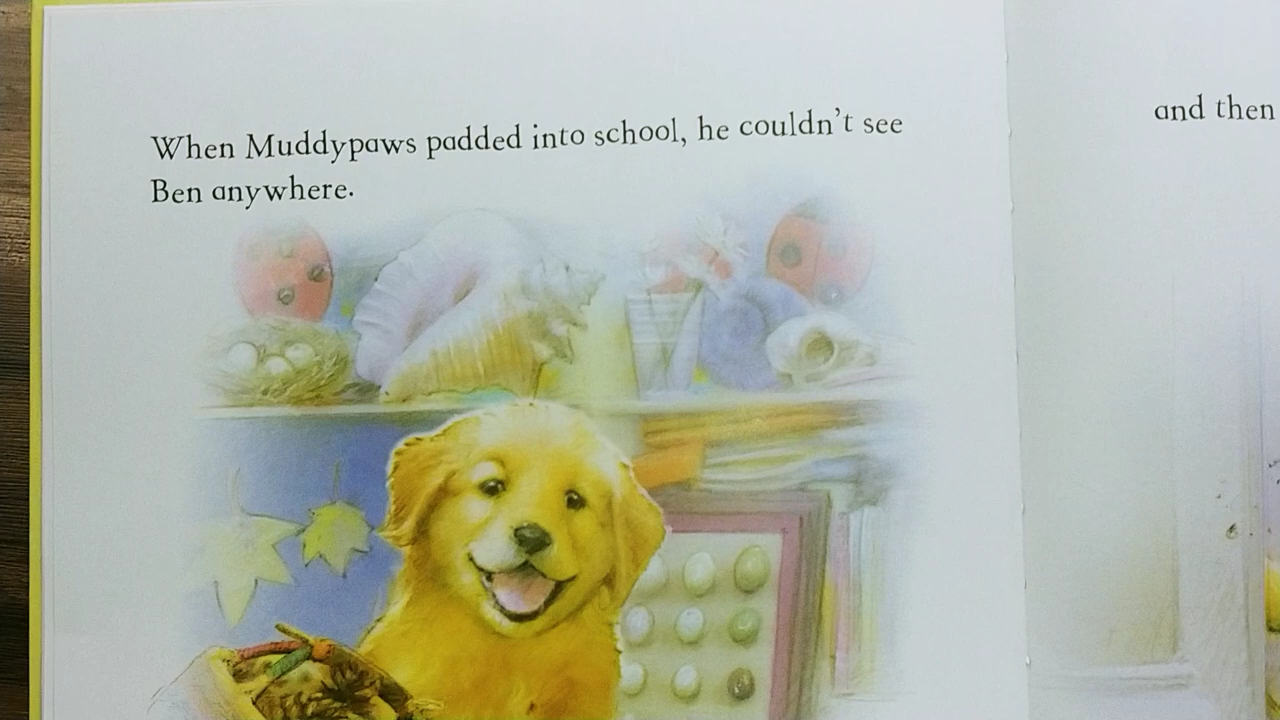 When Muddypaws padded into school, he couldn't see
Ben anywhere.
and then